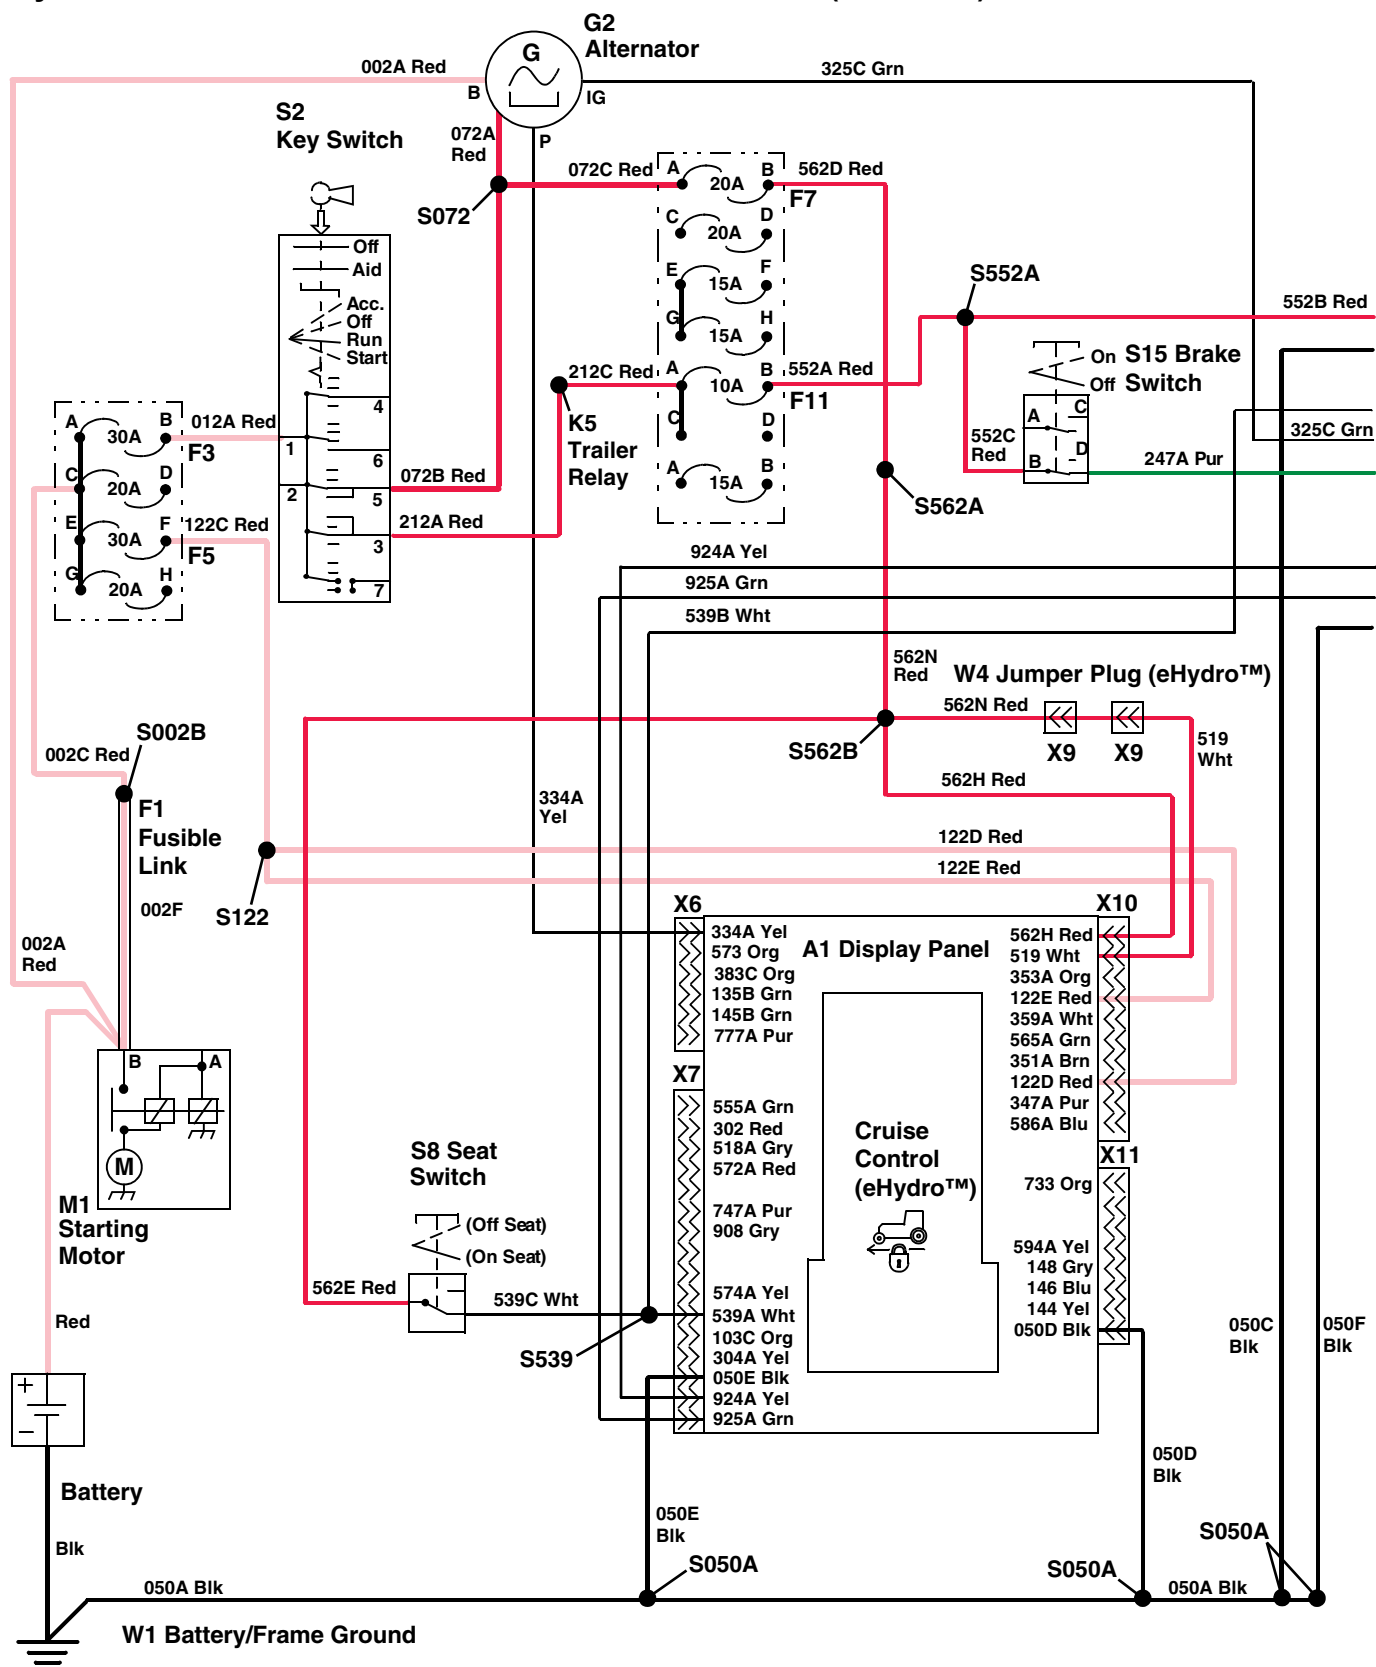 G2
Alternator
002A Red
G
325C Grn
B
IG
S2
Key Switch
072A
Red
P
072C Red
A
20A
B
562D Red
F7
S072
C
20A
D
Off
Aid
E
15A
F
S552A
552B Red
Acc.
Off
Run
Start
G
15A
H
On
Off
S15 Brake
Switch
212C Red
A
10A
B
552A Red
F11
4
C
D
K5
Trailer
Relay
A
C
552C
Red
B
D
325C Grn
247A Pur
A
30A
B
012A Red
F3
1
6
C
20A
D
2
5
072B Red
A
15A
B
S562A
E
30A
F
122C Red
F5
212A Red
3
G
20A
H
7
924A Yel
925A Grn
539B Wht
562N
Red
W4 Jumper Plug (eHydro™)
562N Red
S002B
002C Red
S562B
X9
X9
519
Wht
562H Red
F1
Fusible
Link
334A
Yel
122D Red
122E Red
002F
S122
X6
X10
002A
Red
334A Yel
573 Org
383C Org
135B Grn
145B Grn
777A Pur
A1 Display Panel
562H Red
519 Wht
353A Org
122E Red
359A Wht
565A Grn
351A Brn
122D Red
347A Pur
586A Blu
B
A
M
M1
Starting
Motor
X7
555A Grn
302 Red
518A Gry
572A Red
747A Pur
908 Gry
574A Yel
539A Wht
103C Org
304A Yel
050E Blk
924A Yel
925A Grn
Cruise
Control
(eHydro™)
X11
733 Org
594A Yel
148 Gry
146 Blu
144 Yel
050D Blk
S8 Seat
Switch
(Off Seat)
(On Seat)
562E Red
539C Wht
S539
Red
050C
Blk
050F
Blk
+
−
Battery
Blk
050D
Blk
050E
Blk
S050A
S050A
S050A
050A Blk
050A Blk
W1 Battery/Frame Ground